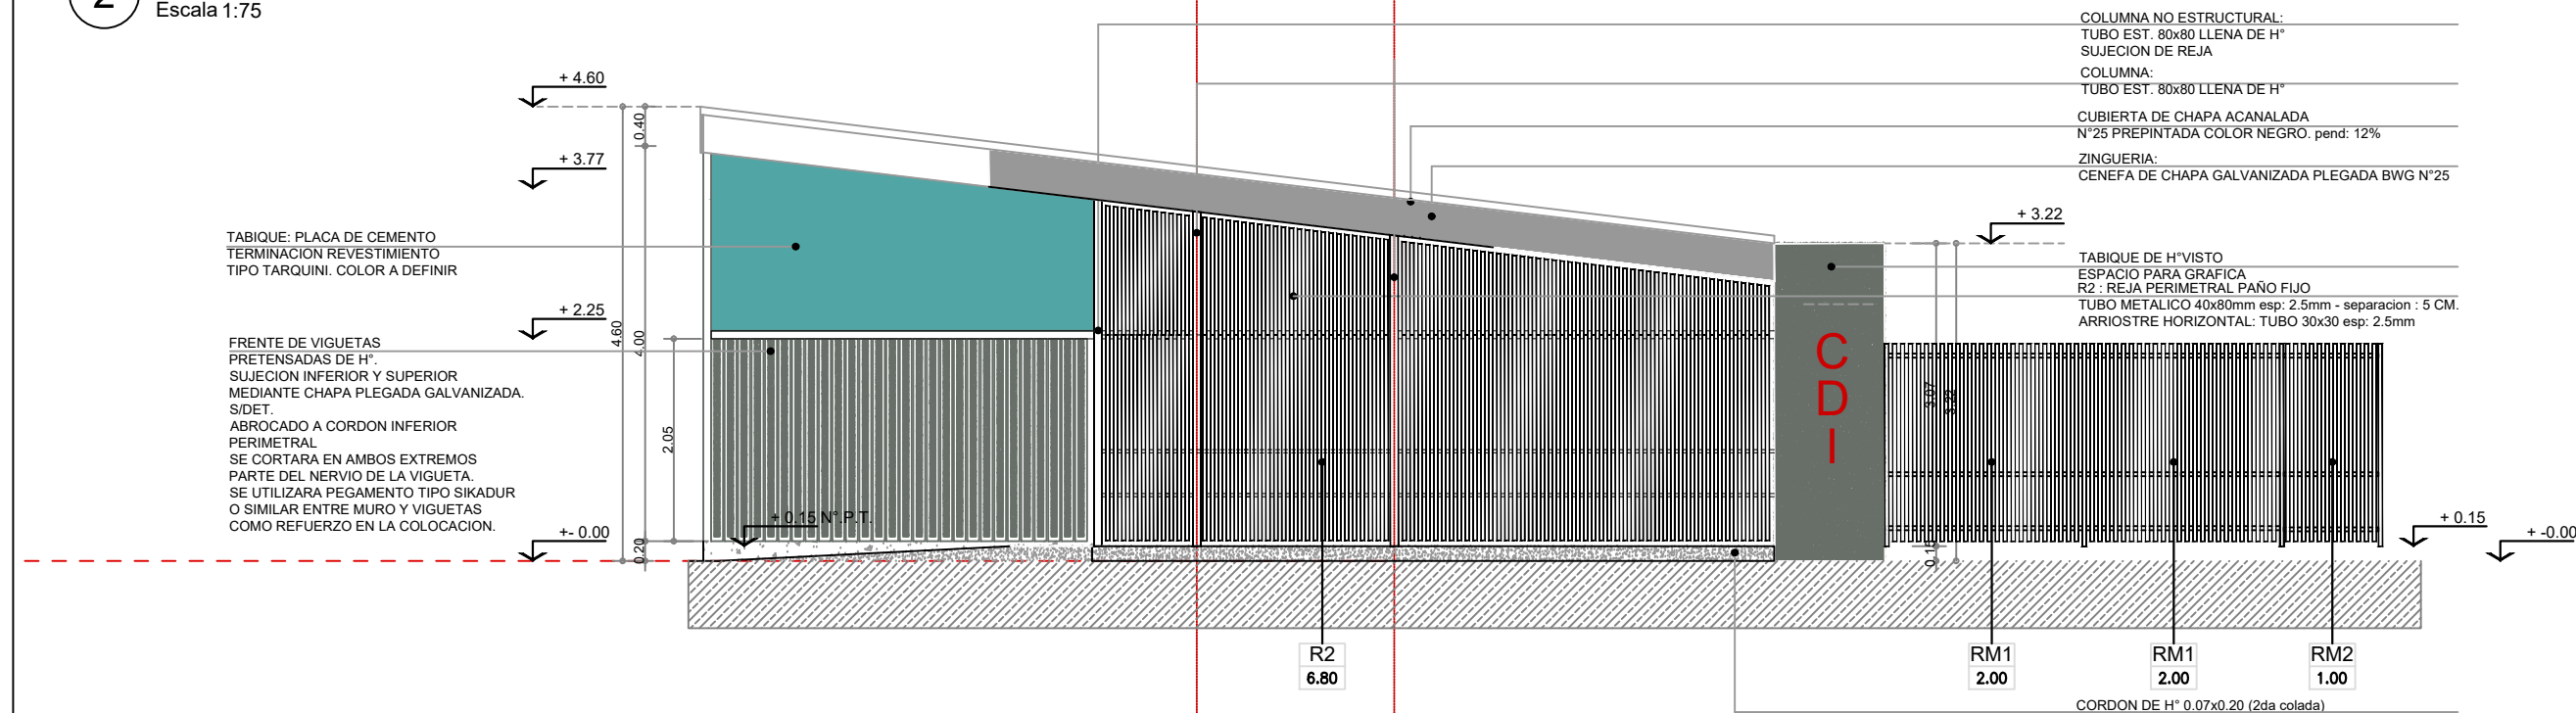 2
Escala 1:75
COLUMNA NO ESTRUCTURAL:
TUBO EST. 80x80 LLENA DE H°
SUJECION DE REJA
COLUMNA:
TUBO EST. 80x80 LLENA DE H°
CUBIERTA DE CHAPA ACANALADA
N°25 PREPINTADA COLOR NEGRO. pend: 12%
ZINGUERIA:
CENEFA DE CHAPA GALVANIZADA PLEGADA BWG N°25
+ 4.60
+ 3.77
+ 2.25
+- 0.00
TABIQUE: PLACA DE CEMENTO
TERMINACION REVESTIMIENTO
TIPO TARQUINI. COLOR A DEFINIR
FRENTE DE VIGUETAS
PRETENSADAS DE H°.
SUJECION INFERIOR Y SUPERIOR
MEDIANTE CHAPA PLEGADA GALVANIZADA.
S/DET.
ABROCADO A CORDON INFERIOR
PERIMETRAL
SE CORTARA EN AMBOS EXTREMOS
PARTE DEL NERVIO DE LA VIGUETA.
SE UTILIZARA PEGAMENTO TIPO SIKADUR
O SIMILAR ENTRE MURO Y VIGUETAS
COMO REFUERZO EN LA COLOCACION.
0.40
4.60
4.00
2.05
0.20
+ 0.15 N°.P.T.
+ 3.22
TABIQUE DE H°VISTO
ESPACIO PARA GRAFICA
R2 : REJA PERIMETRAL PAÑO FIJO
TUBO METALICO 40x80mm esp: 2.5mm - separacion : 5 CM.
ARRIOSTRE HORIZONTAL: TUBO 30x30 esp: 2.5mm
C
D
I
3.07
3.22
0.15
+ 0.15
+ -0.00
R2
6.80
RM1
2.00
RM1
2.00
RM2
1.00
CORDON DE H° 0.07x0.20 (2da colada)